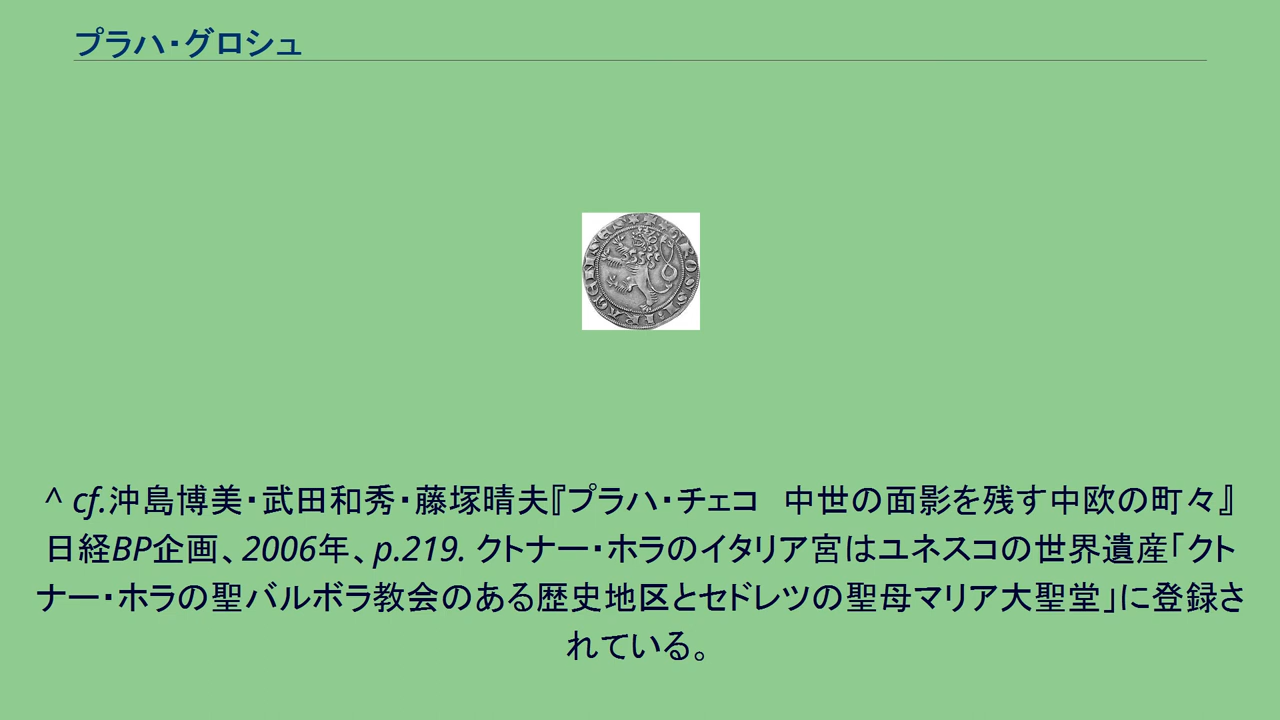 プラハ・グロシュ
^ cf.沖島博美・武田和秀・藤塚晴夫『プラハ・チェコ　中世の面影を残す中欧の町々』
日経BP企画、2006年、p.219. クトナー・ホラのイタリア宮はユネスコの世界遺産「クト
ナー・ホラの聖バルボラ教会のある歴史地区とセドレツの聖母マリア大聖堂」に登録さ
れている。